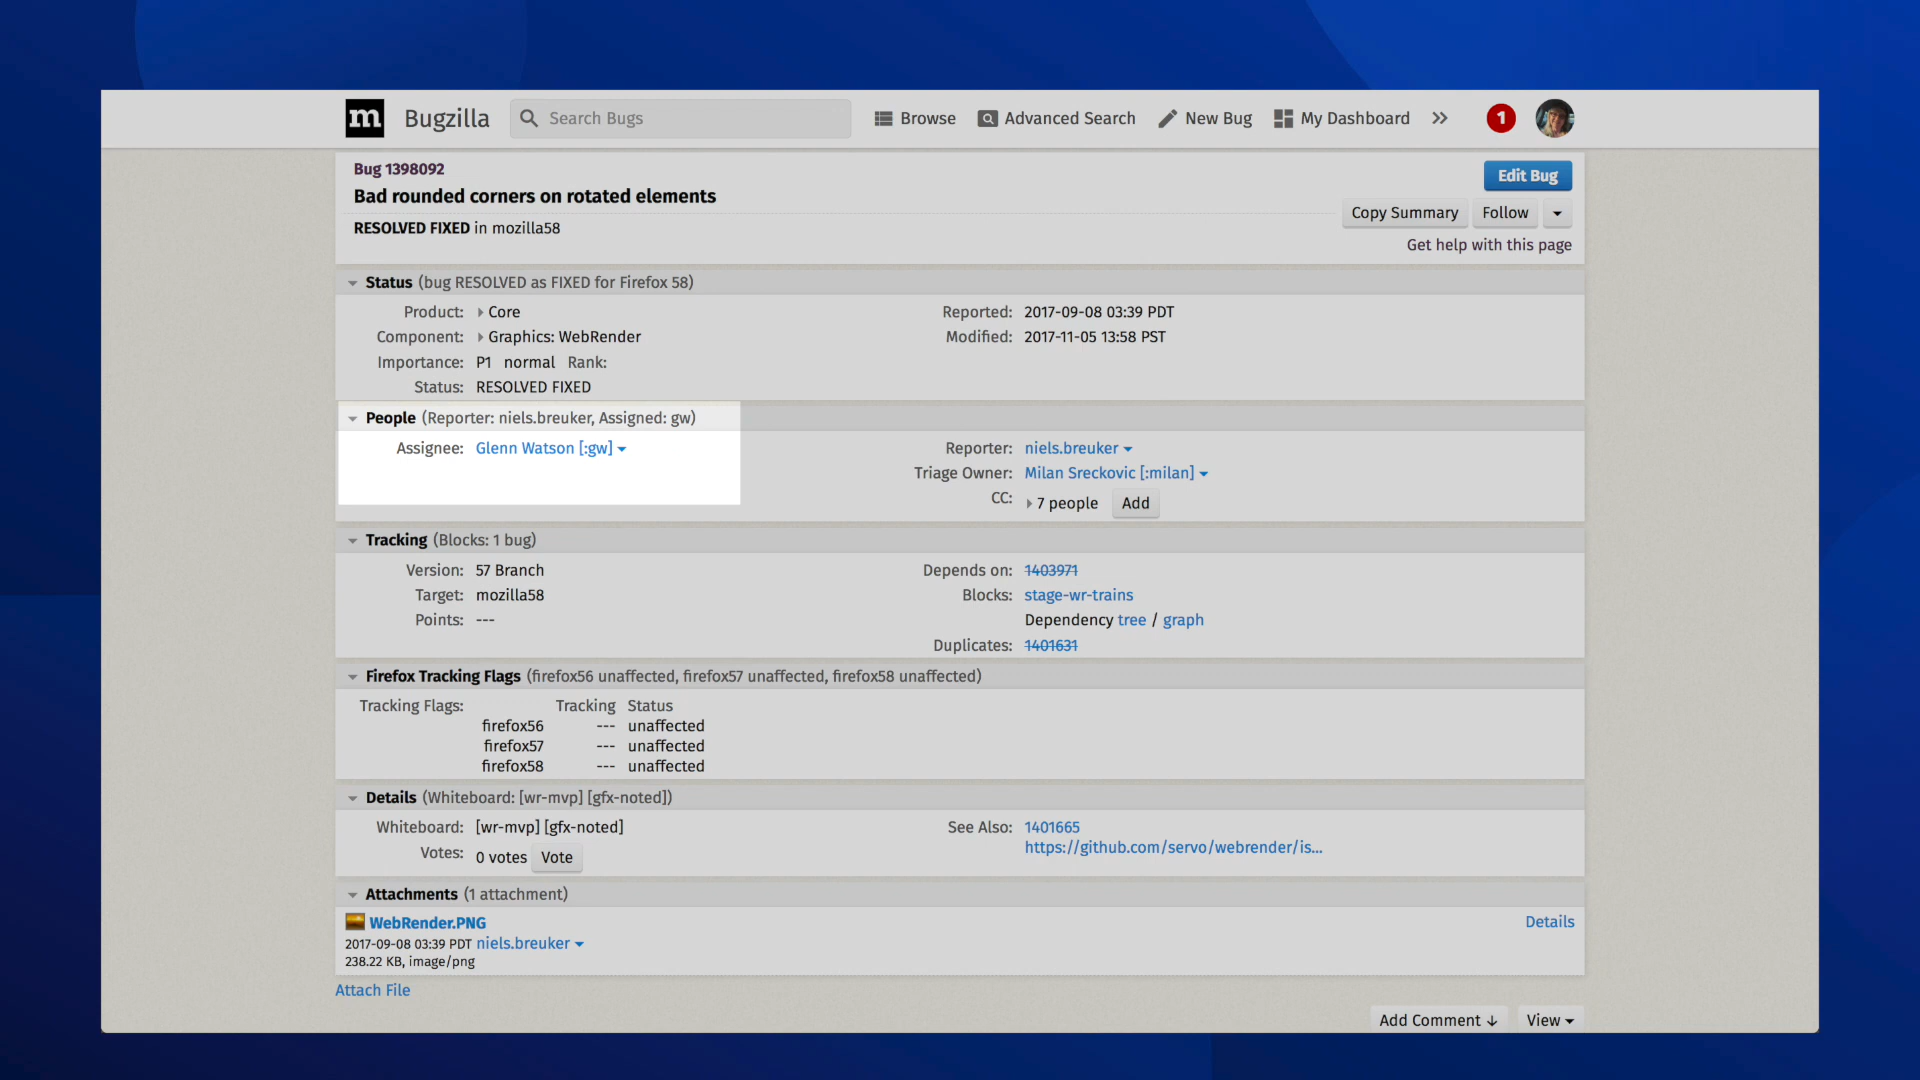 m Bugzilla Search Bugs Browse Advanced Search New Bug My Dashboard » 1
Bug 1398092
Edit Bug
Bad rounded corners on rotated elements
Copy Summary Follow
RESOLVED FIXED in mozilla58
Get help with this page
Status (bug RESOLVED as FIXED for Firefox 58)
Product: Core Reported: 2017-09-08 03:39 PDT
Component: Graphics: WebRender Modified: 2017-11-05 13:58 PST
Importance: P1 normal Rank:
Status: RESOLVED FIXED
People (Reporter: niels.breuker, Assigned: gw)
Assignee: Glenn Watson [:gw] Reporter: niels.breuker
Triage Owner: Milan Sreckovic [:milan]
CC: 7 people Add
Tracking (Blocks: 1 bug)
Version: 57 Branch Depends on: 1403971
Target: mozilla58 Blocks: stage-wr-trains
Points: --- Dependency tree / graph
Duplicates: 1401631
Firefox Tracking Flags (firefox56 unaffected, firefox57 unaffected, firefox58 unaffected)
Tracking Flags: Tracking Status
firefox56 --- unaffected
firefox57 --- unaffected
firefox58 --- unaffected
Details (Whiteboard: [wr-mvp] [gfx-noted])
Whiteboard: [wr-mvp] [gfx-noted] See Also: 1401665
https://github.com/servo/webrender/is...
Votes: 0 votes Vote
Attachments (1 attachment)
WebRender.PNG Details
2017-09-08 03:39 PDT niels.breuker
238.22 KB, image/png
Attach File
Add Comment ↓ View